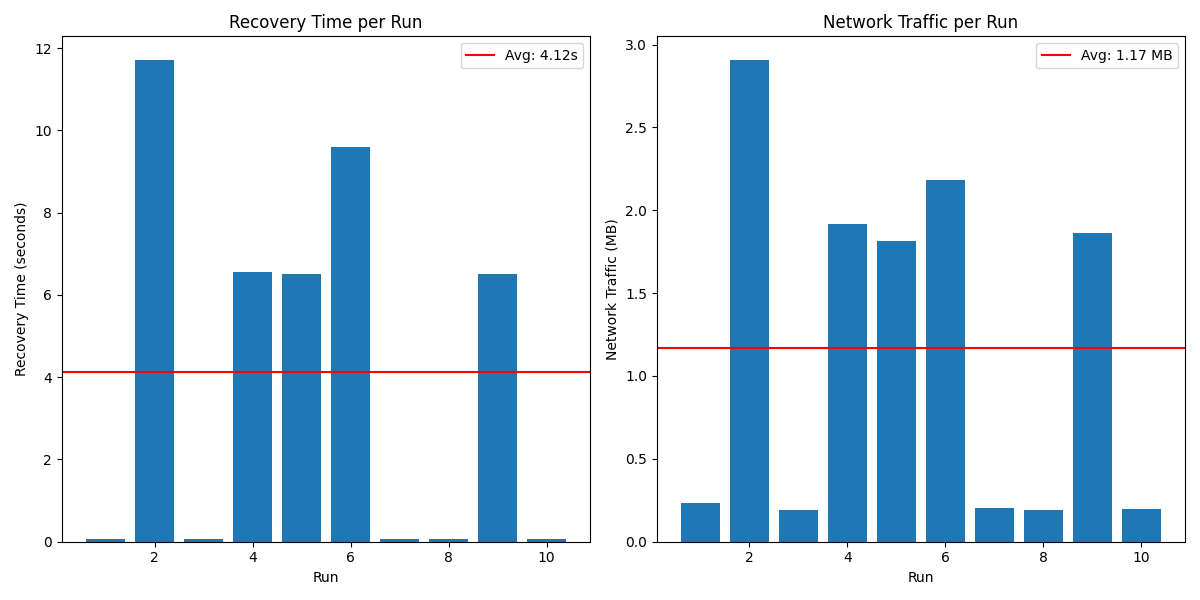 Recovery Time per Run
Avg: 4.12s
Recovery Time (seconds)
12
10
8
6
4
2
0
2 4 6 8 10
Run
Network Traffic per Run
Avg: 1.17 MB
Network Traffic (MB)
3.0
2.5
2.0
1.5
1.0
0.5
0.0
2 4 6 8 10
Run